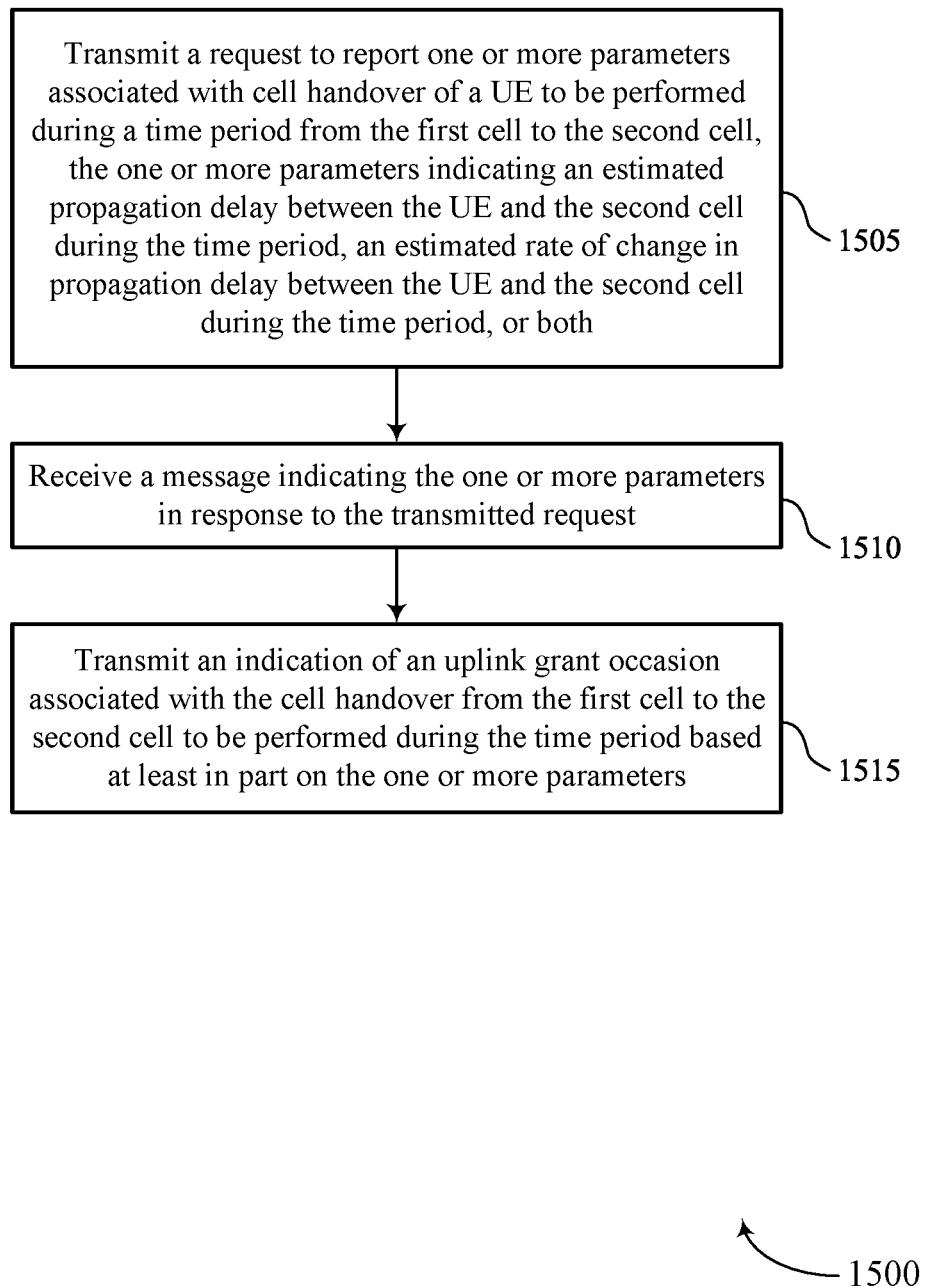 Transmit a request to report one or more parameters
associated with cell handover of a UE to be performed
during a time period from the first cell to the second cell,
the one or more parameters indicating an estimated
propagation delay between the UE and the second cell
during the time period, an estimated rate of change in
propagation delay between the UE and the second cell
during the time period, or both
1505
Receive a message indicating the one or more parameters
in response to the transmitted request
1510
Transmit an indication of an uplink grant occasion
associated with the cell handover from the first cell to the
second cell to be performed during the time period based
at least in part on the one or more parameters
1515
1500